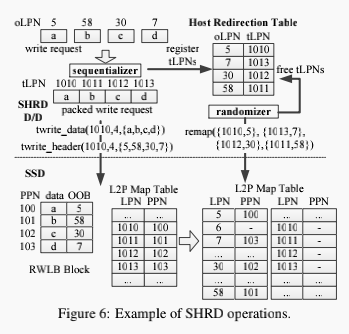 oLPN 5 58 30 7 Host Redirection Table
a b c d oLPN tLPN
write request register tLPNs 5 1010
sequentializer 7 1013
tLPN 1010 1011 1012 1013 30 1012 free tLPNs
SHRD D/D a b c d 58 1011
packed write request randomizer
twrite_data(1010,4,{a,b,c,d}) remap({1010,5}, {1013,7},
twrite_header(1010,4,{5,58,30,7}) {1012,30},{1011,58})
SSD
PPN data OOB L2P Map Table L2P Map Table
100 a 5 LPN PPN LPN PPN LPN PPN
101 b 58 ... ... 5 100 ... ...
102 c 30 1010 100 6 - 1010 -
103 d 7 1011 101 7 103 1011 -
RWLB Block 1012 102 ... ... 1012 -
1013 103 30 102 1013 -
... ... ... ... ... ...
58 101
Figure 6: Example of SHRD operations.